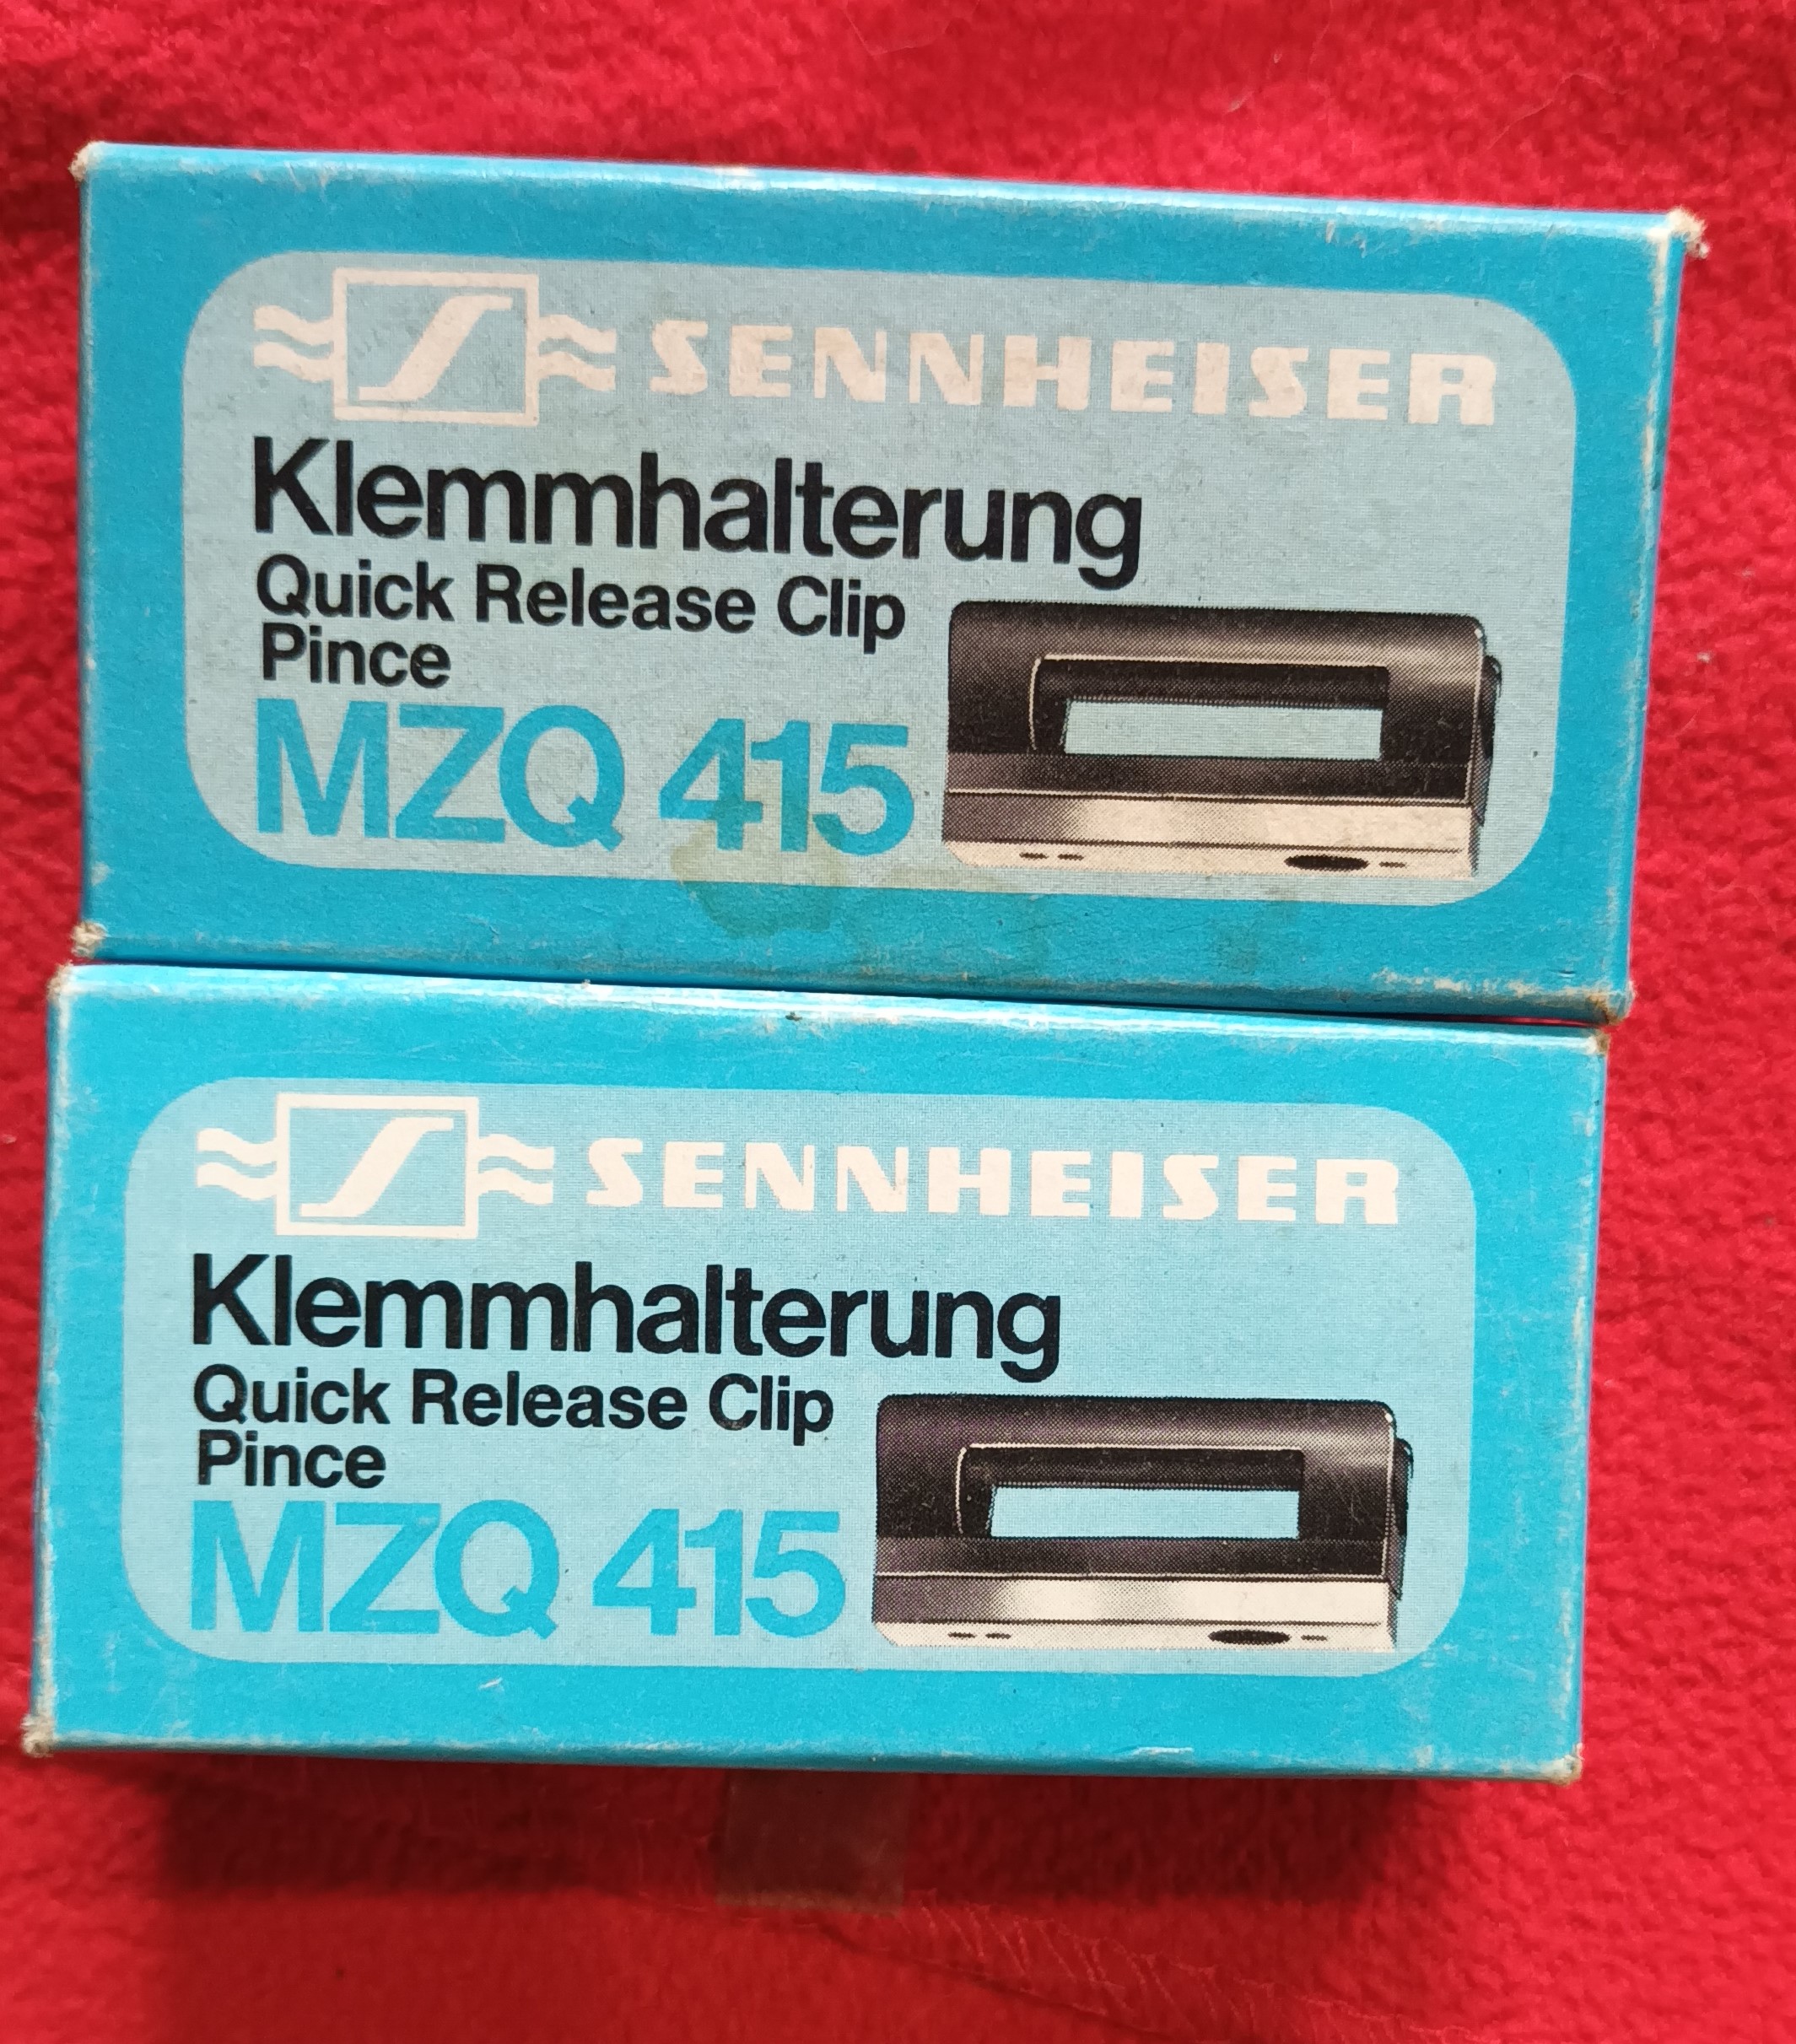 SENNHEISER
Klemmhalterung
Quick Release Clip
Pince
MZQ 415
SENNHEISER
Klemmhalterung
Quick Release Clip
Pince
MZQ 415